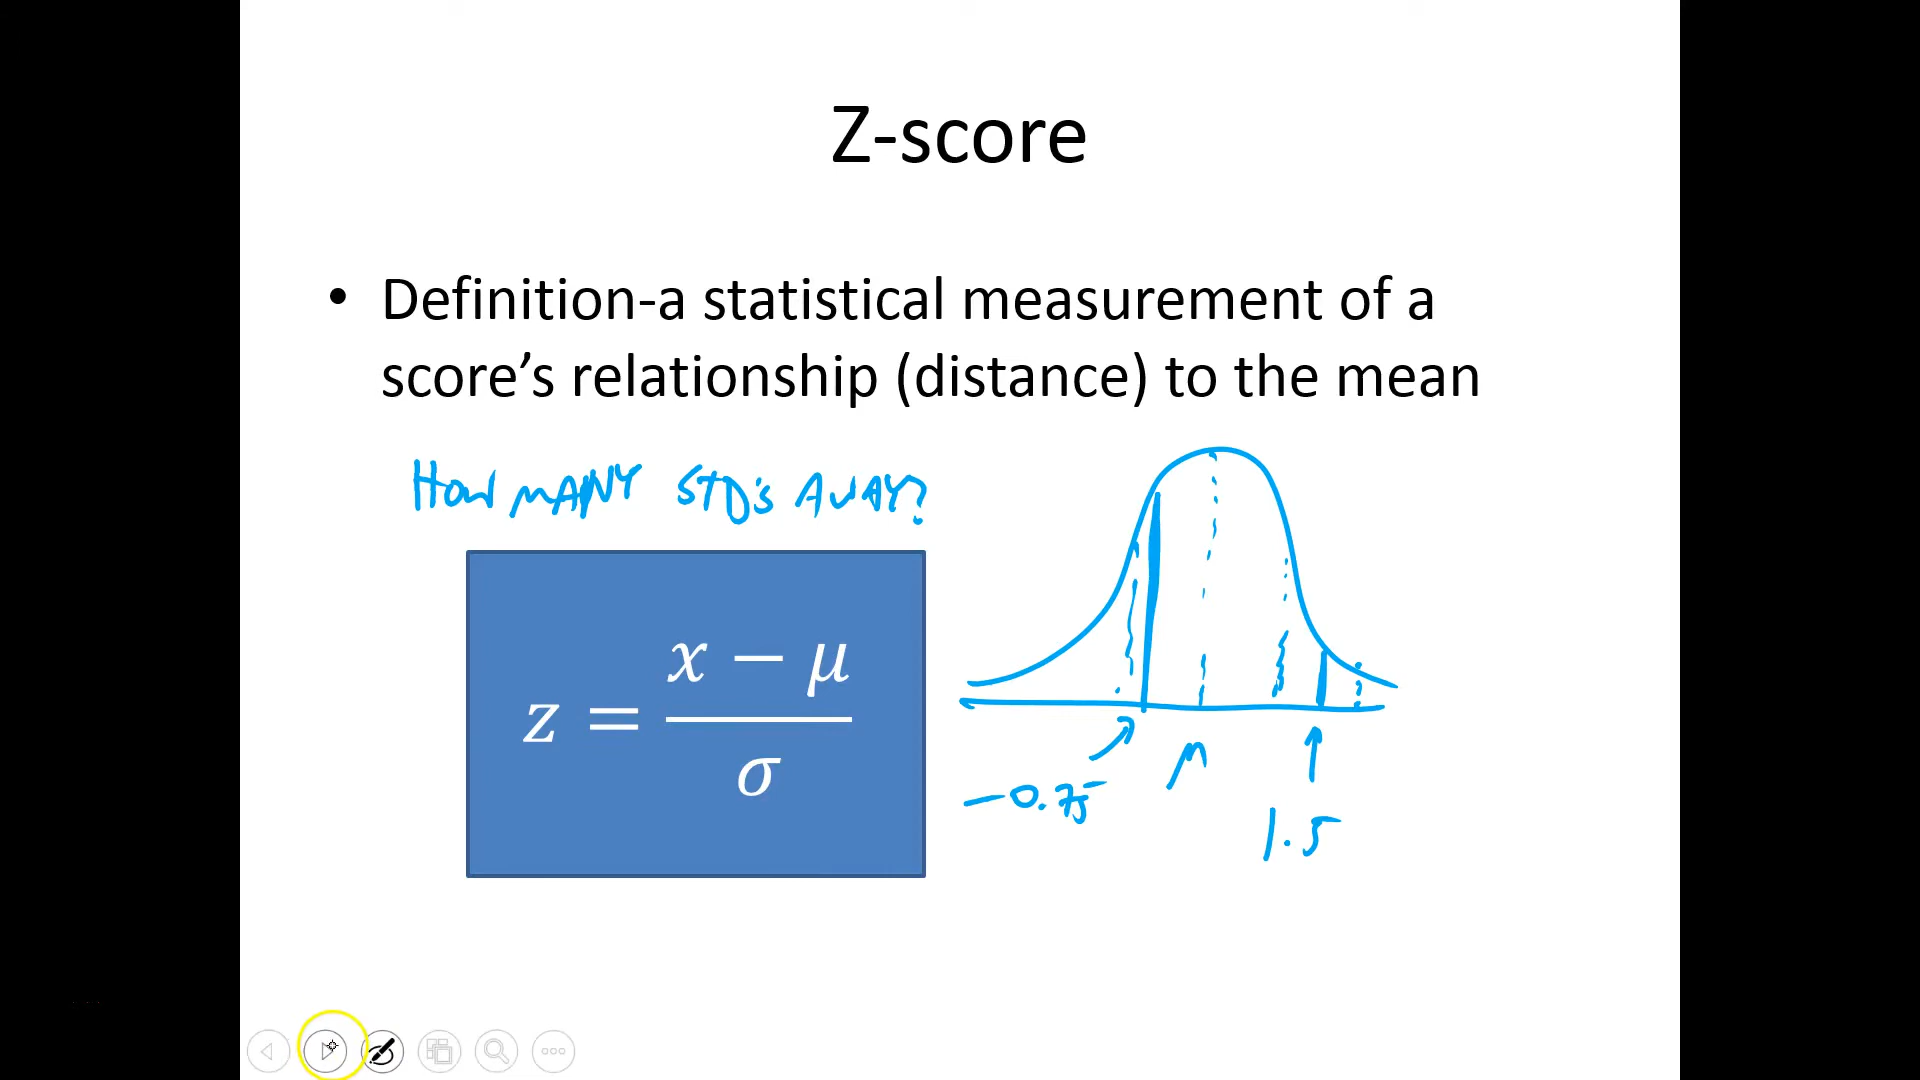 Z-score
• Definition-a statistical measurement of a
score's relationship (distance) to the mean
How MANY STD's AWAY?
z = x − μ / σ
-0.75
μ
1.5